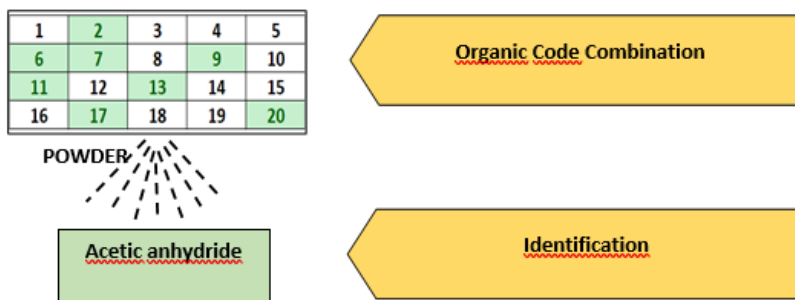 1 2 3 4 5
Organic Code Combination
6 7 8 9 10
11 12 13 14 15
16 17 18 19 20
POWDER
Acetic anhydride
Identification